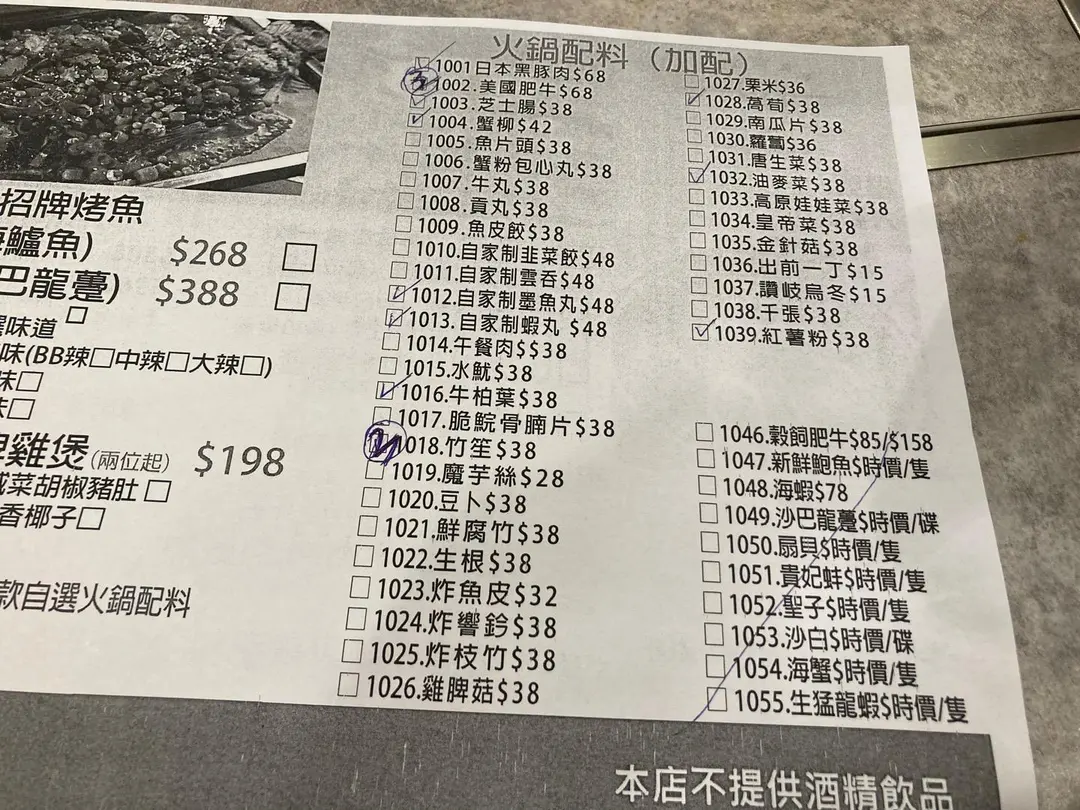 招牌烤魚
鱸魚) $268 □
巴龍躉) $388 □
味道 □
味(BB辣□中辣□大辣□)
味□
□
雞煲(兩位起) $198
菜胡椒豬肚 □
香椰子□
款自選火鍋配料
火鍋配料 (加配)
1001日本黑豚肉$68
3
1002.美國肥牛$68
☑ 1003.芝士腸$38
☑ 1004.蟹柳$42
□ 1005.魚片頭$38
□ 1006.蟹粉包心丸$38
□ 1007.牛丸$38
□ 1008.貢丸$38
□ 1009.魚皮餃$38
□ 1010.自家制韭菜餃$48
□ 1011.自家制雲吞$48
☑ 1012.自家制墨魚丸$48
☑ 1013.自家制蝦丸 $48
□ 1014.午餐肉$$38
□ 1015.水魷$38
☑ 1016.牛柏葉$38
□ 1017.脆鯇骨腩片$38
2
018.竹笙$38
□ 1019.魔芋絲$28
□ 1020.豆卜$38
□ 1021.鮮腐竹$38
□ 1022.生根$38
□ 1023.炸魚皮$32
□ 1024.炸響鈴$38
□ 1025.炸枝竹$38
□ 1026.雞脾菇$38
□ 1027.栗米$36
☑ 1028.萵筍$38
□ 1029.南瓜片$38
□ 1030.蘿蔔$36
□ 1031.唐生菜$38
☑ 1032.油麥菜$38
□ 1033.高原娃娃菜$38
□ 1034.皇帝菜$38
□ 1035.金針菇$38
□ 1036.出前一丁$15
□ 1037.讚岐烏冬$15
□ 1038.千張$38
☑ 1039.紅薯粉$38
□ 1046.穀飼肥牛$85/$158
□ 1047.新鮮鮑魚$時價/隻
□ 1048.海蝦$78
□ 1049.沙巴龍躉$時價/碟
□ 1050.扇貝$時價/隻
□ 1051.貴妃蚌$時價/隻
□ 1052.聖子$時價/隻
□ 1053.沙白$時價/碟
□ 1054.海蟹$時價/隻
□ 1055.生猛龍蝦$時價/隻
本店不提供酒精飲品